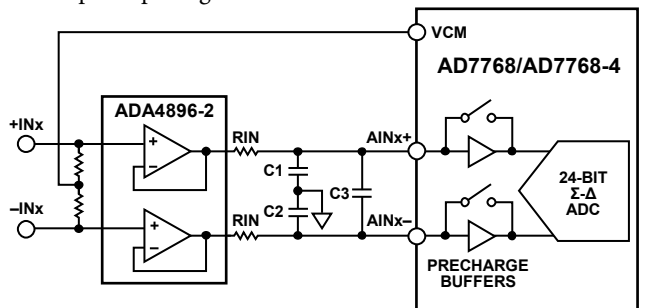 VCM
AD7768/AD7768-4
ADA4896-2
+INx
RIN
AINx+
+
–
C1
C3
C2
24-BIT
Σ-Δ
ADC
–INx
+
–
RIN
AINx–
PRECHARGE
BUFFERS